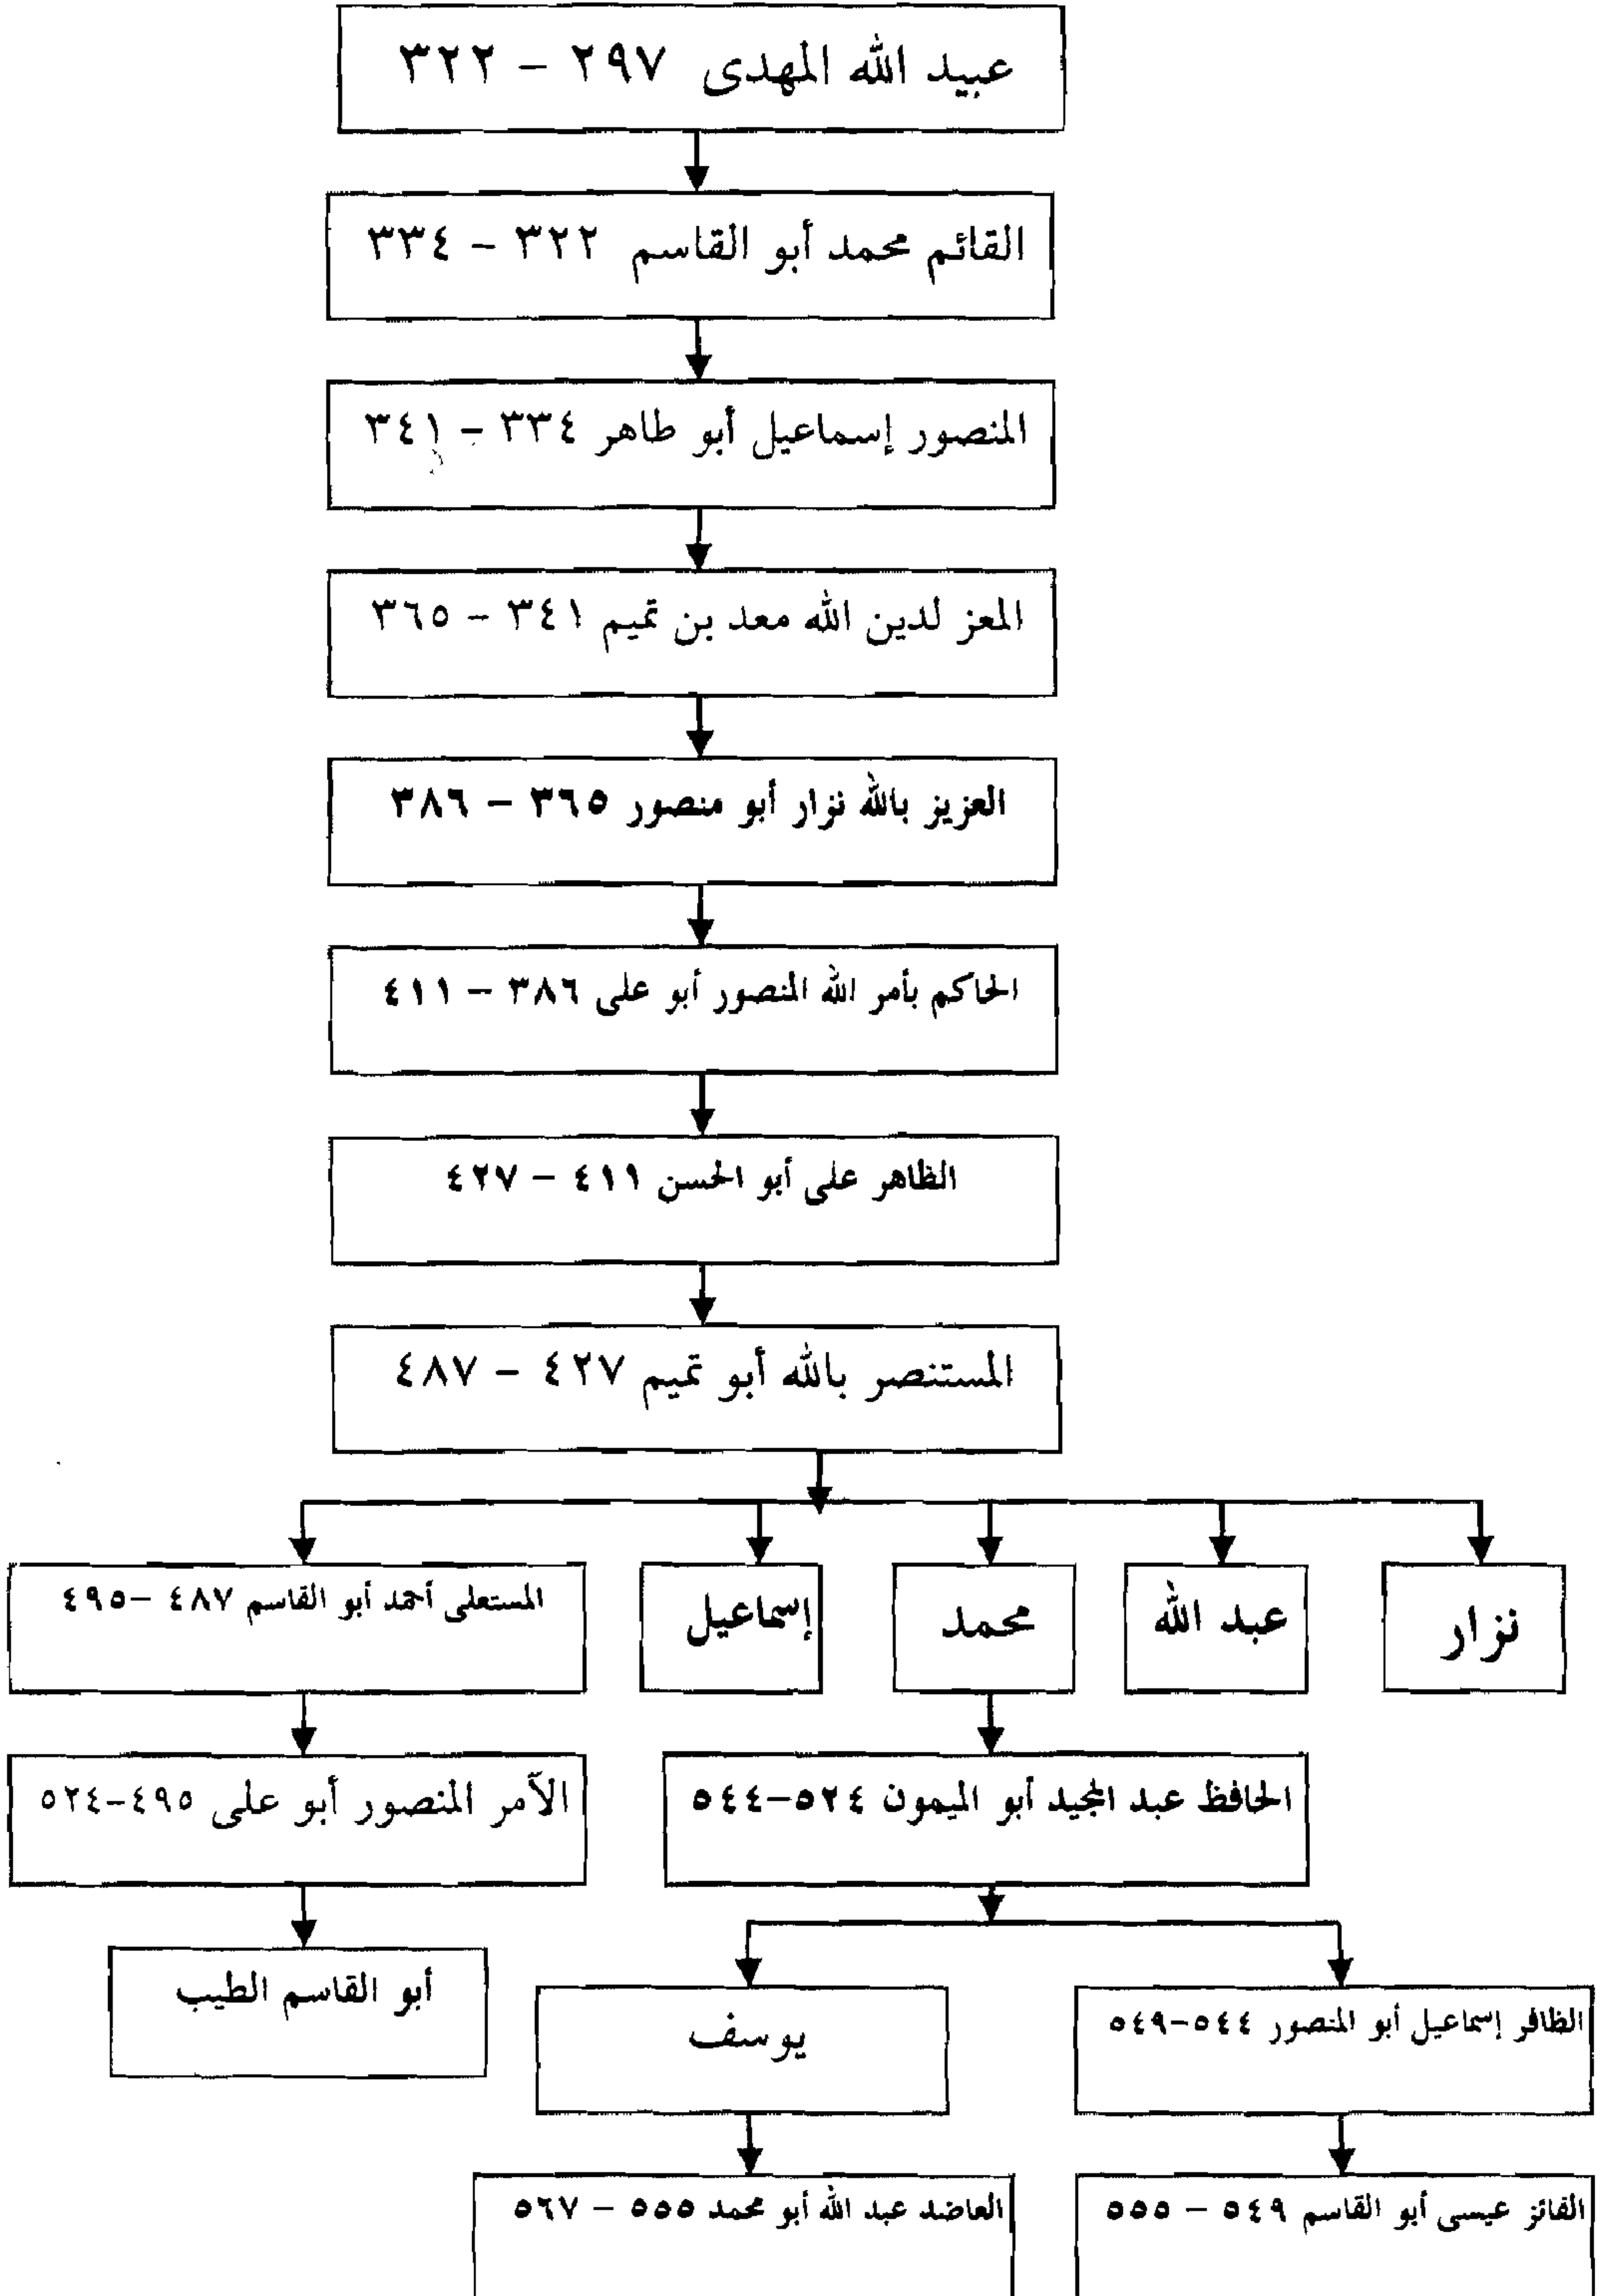 عبيد الله المهدى ٢٩٧ – ٣٢٢
القائم محمد أبو القاسم ٣٢٢ – ٣٣٤
المنصور إسماعيل أبو طاهر ٣٣٤ – ٣٤١
المعز لدين الله معد بن تميم ٣٤١ – ٣٦٥
العزيز بالله نزار أبو منصور ٣٦٥ – ٣٨٦
الحاكم بأمر الله المنصور أبو على ٣٨٦ – ٤١١
الظاهر على أبو الحسن ٤١١ – ٤٢٧
المستنصر بالله أبو تميم ٤٢٧ – ٤٨٧
نزار
عبد الله
محمد
إسماعيل
المستعلى أحمد أبو القاسم ٤٨٧ –٤٩٥
الحافظ عبد المجيد أبو الميمون ٥٢٤–٥٤٤
الآمر المنصور أبو على ٤٩٥–٥٢٤
الظافر إسماعيل أبو المنصور ٥٤٤–٥٤٩
يوسف
أبو القاسم الطيب
الفائز عيسى أبو القاسم ٥٤٩ – ٥٥٥
العاضد عبد الله أبو محمد ٥٥٥ – ٥٦٧